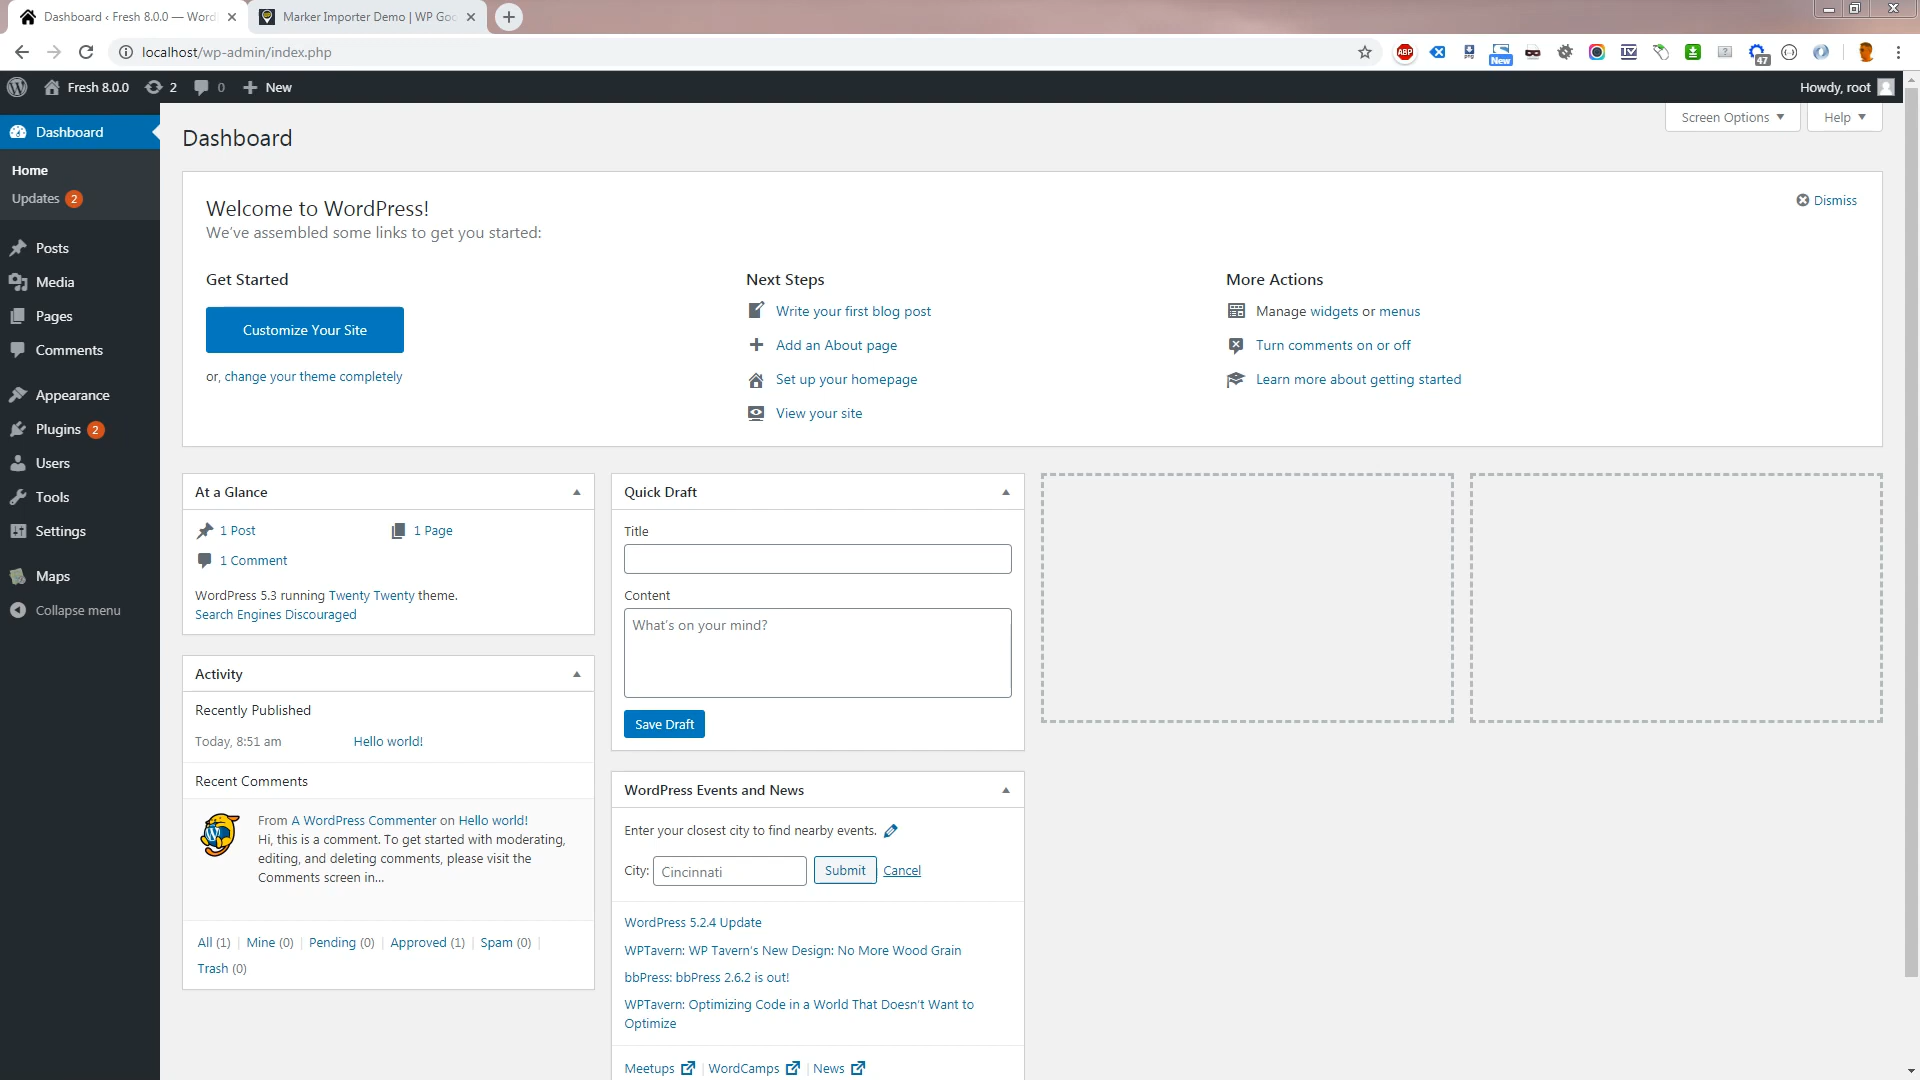 Dashboard ‹ Fresh 8.0.0 — Word
Marker Importer Demo | WP Goo
localhost/wp-admin/index.php
ABP
New
47
Fresh 8.0.0
2
0
New
Howdy, root
Dashboard
Home
Updates 2
Posts
Media
Pages
Comments
Appearance
Plugins 2
Users
Tools
Settings
Maps
Collapse menu
Screen Options
Help
Dashboard
Welcome to WordPress!
We've assembled some links to get you started:
Dismiss
Get Started
Customize Your Site
or, change your theme completely
Next Steps
Write your first blog post
Add an About page
Set up your homepage
View your site
More Actions
Manage widgets or menus
Turn comments on or off
Learn more about getting started
At a Glance
1 Post
1 Page
1 Comment
WordPress 5.3 running Twenty Twenty theme.
Search Engines Discouraged
Activity
Recently Published
Today, 8:51 am
Hello world!
Recent Comments
From A WordPress Commenter on Hello world!
Hi, this is a comment. To get started with moderating,
editing, and deleting comments, please visit the
Comments screen in…
All (1) | Mine (0) | Pending (0) | Approved (1) | Spam (0) |
Trash (0)
Quick Draft
Title
Content
What's on your mind?
Save Draft
WordPress Events and News
Enter your closest city to find nearby events.
City:
Cincinnati
Submit
Cancel
WordPress 5.2.4 Update
WPTavern: WP Tavern's New Design: No More Wood Grain
bbPress: bbPress 2.6.2 is out!
WPTavern: Optimizing Code in a World That Doesn't Want to
Optimize
Meetups | WordCamps | News